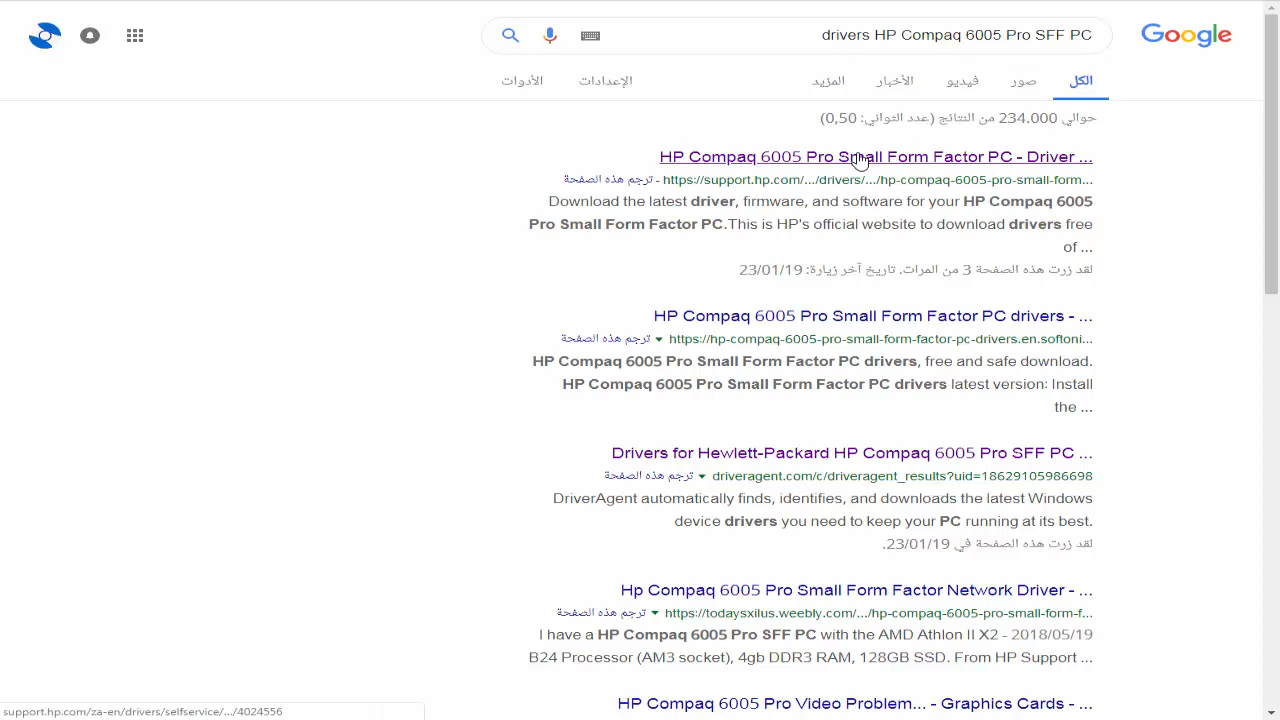 drivers HP Compaq 6005 Pro SFF PC
Google
الكل
صور
فيديو
الأخبار
المزيد
الإعدادات
الأدوات
حوالي 234.000 من النتائج (عدد الثواني: 0,50)
HP Compaq 6005 Pro Small Form Factor PC - Driver ...
https://support.hp.com/.../drivers/.../hp-compaq-6005-pro-small-form... - ترجم هذه الصفحة
Download the latest driver, firmware, and software for your HP Compaq 6005
Pro Small Form Factor PC.This is HP's official website to download drivers free
of ...
لقد زرت هذه الصفحة 3 من المرات. تاريخ آخر زيارة: 23/01/19
HP Compaq 6005 Pro Small Form Factor PC drivers - ...
https://hp-compaq-6005-pro-small-form-factor-pc-drivers.en.softoni... ترجم هذه الصفحة
HP Compaq 6005 Pro Small Form Factor PC drivers, free and safe download.
HP Compaq 6005 Pro Small Form Factor PC drivers latest version: Install
the ...
Drivers for Hewlett-Packard HP Compaq 6005 Pro SFF PC ...
driveragent.com/c/driveragent_results?uid=18629105986698 ترجم هذه الصفحة
DriverAgent automatically finds, identifies, and downloads the latest Windows
device drivers you need to keep your PC running at its best.
لقد زرت هذه الصفحة في 23/01/19.
Hp Compaq 6005 Pro Small Form Factor Network Driver - ...
https://todaysxilus.weebly.com/.../hp-compaq-6005-pro-small-form-f... ترجم هذه الصفحة
I have a HP Compaq 6005 Pro SFF PC with the AMD Athlon II X2 - 2018/05/19
B24 Processor (AM3 socket), 4gb DDR3 RAM, 128GB SSD. From HP Support ...
HP Compaq 6005 Pro Video Problem... - Graphics Cards - ...
support.hp.com/za-en/drivers/selfservice/.../4024556